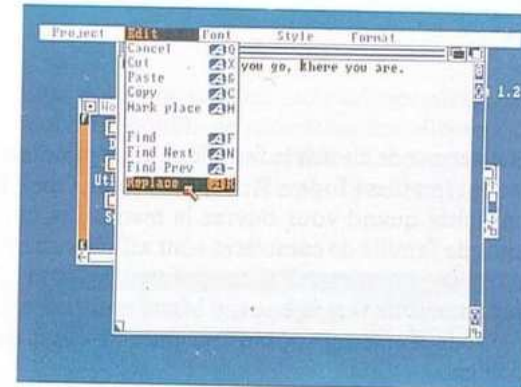 Project Edit Font Style Format
Cancel Q
Cut X
Paste &
Copy C
Mark place M
Find F
Find Next N
Find Prev -
Replace R
you go, there you are.
1.2